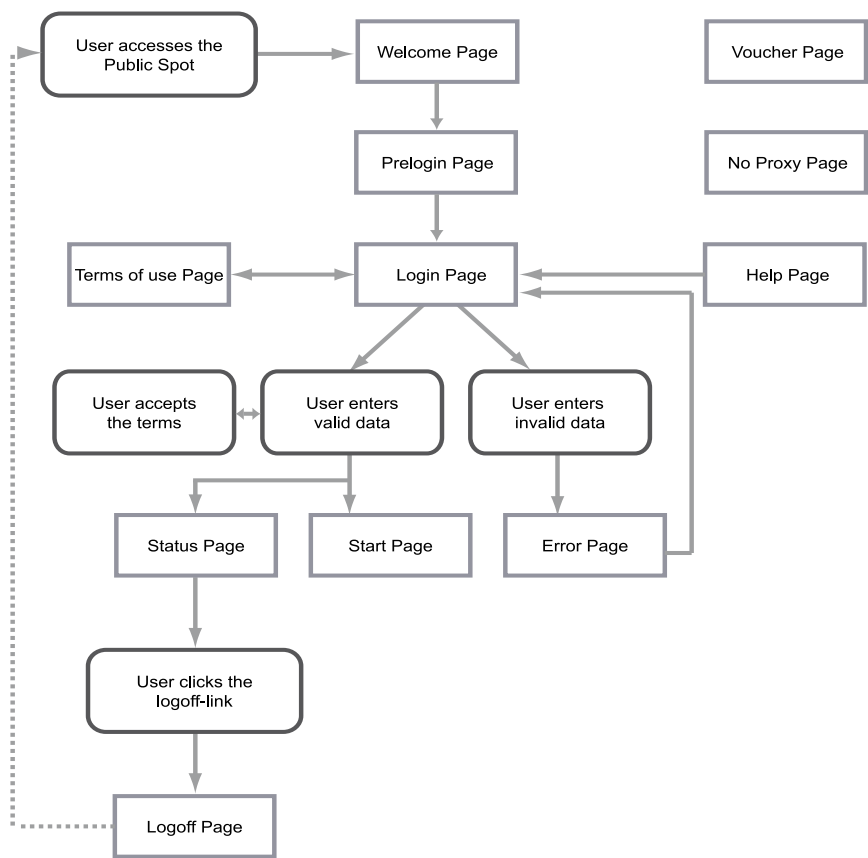 User accesses the
Public Spot
Welcome Page
Voucher Page
Prelogin Page
No Proxy Page
Terms of use Page
Login Page
Help Page
User accepts
the terms
User enters
valid data
User enters
invalid data
Status Page
Start Page
Error Page
User clicks the
logoff-link
Logoff Page